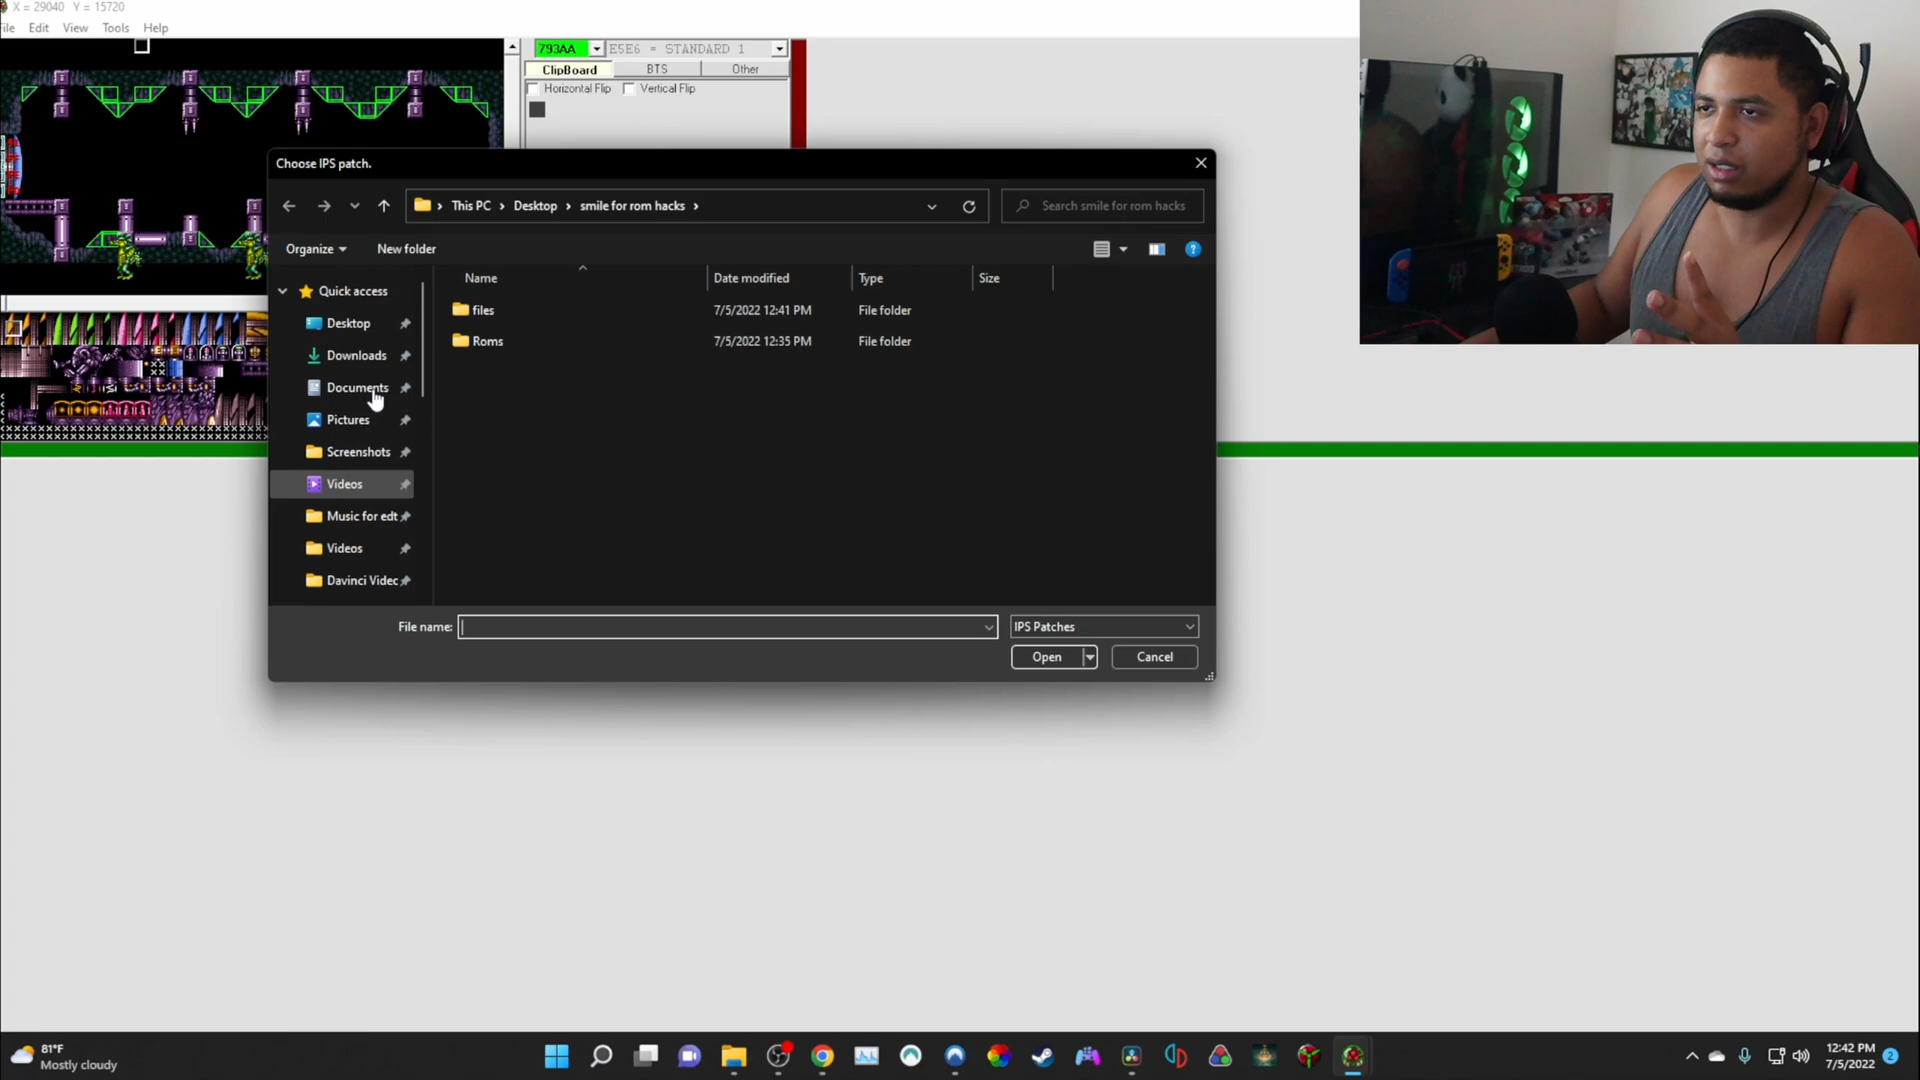 X = 29040 Y = 15720
File Edit View Tools Help
793AA E5E6 = STANDARD 1
ClipBoard BTS Other
Horizontal Flip Vertical Flip
Choose IPS patch.
This PC > Desktop > smile for rom hacks >
Search smile for rom hacks
Organize New folder
Name Date modified Type Size
Quick access
Desktop
Downloads
Documents
Pictures
Screenshots
Videos
Music for edt
Videos
Davinci Videc
files 7/5/2022 12:41 PM File folder
Roms 7/5/2022 12:35 PM File folder
File name: IPS Patches
Open Cancel
81°F
Mostly cloudy
12:42 PM
7/5/2022
2